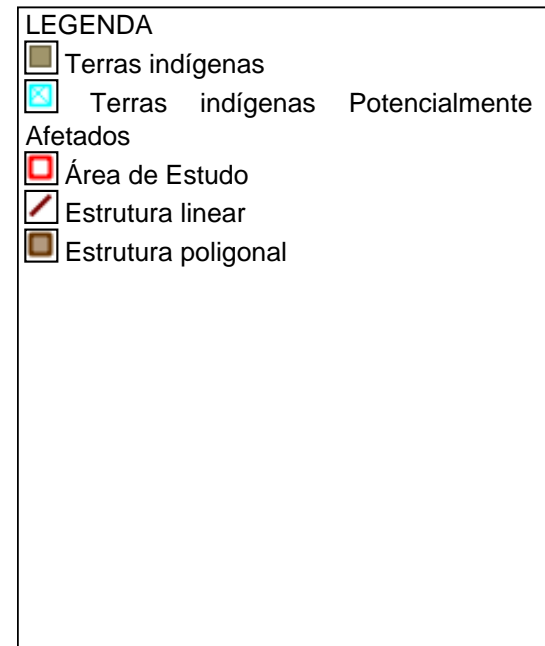 LEGENDA
Terras indígenas
Terras indígenas Potencialmente
Afetados
Área de Estudo
Estrutura linear
Estrutura poligonal